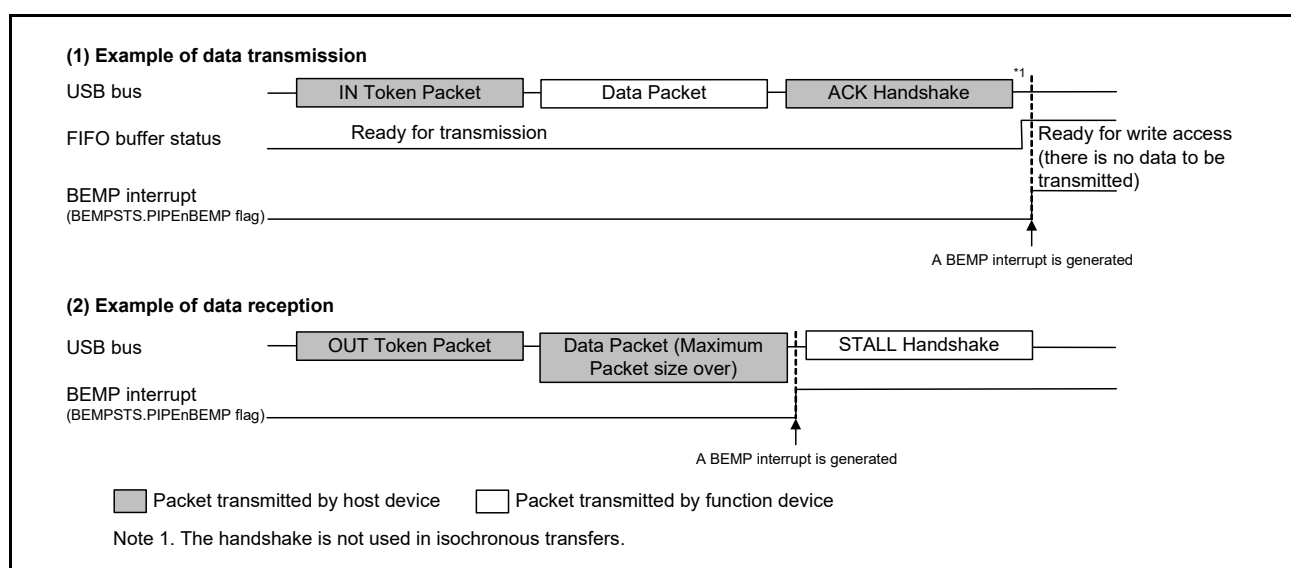 (1) Example of data transmission
*1
USB bus
IN Token Packet
Data Packet
ACK Handshake
FIFO buffer status
Ready for transmission
Ready for write access
(there is no data to be
transmitted)
BEMP interrupt
(BEMPSTS.PIPEnBEMP flag)
A BEMP interrupt is generated
(2) Example of data reception
USB bus
OUT Token Packet
Data Packet (Maximum
Packet size over)
STALL Handshake
BEMP interrupt
(BEMPSTS.PIPEnBEMP flag)
A BEMP interrupt is generated
Packet transmitted by host device
Packet transmitted by function device
Note 1. The handshake is not used in isochronous transfers.